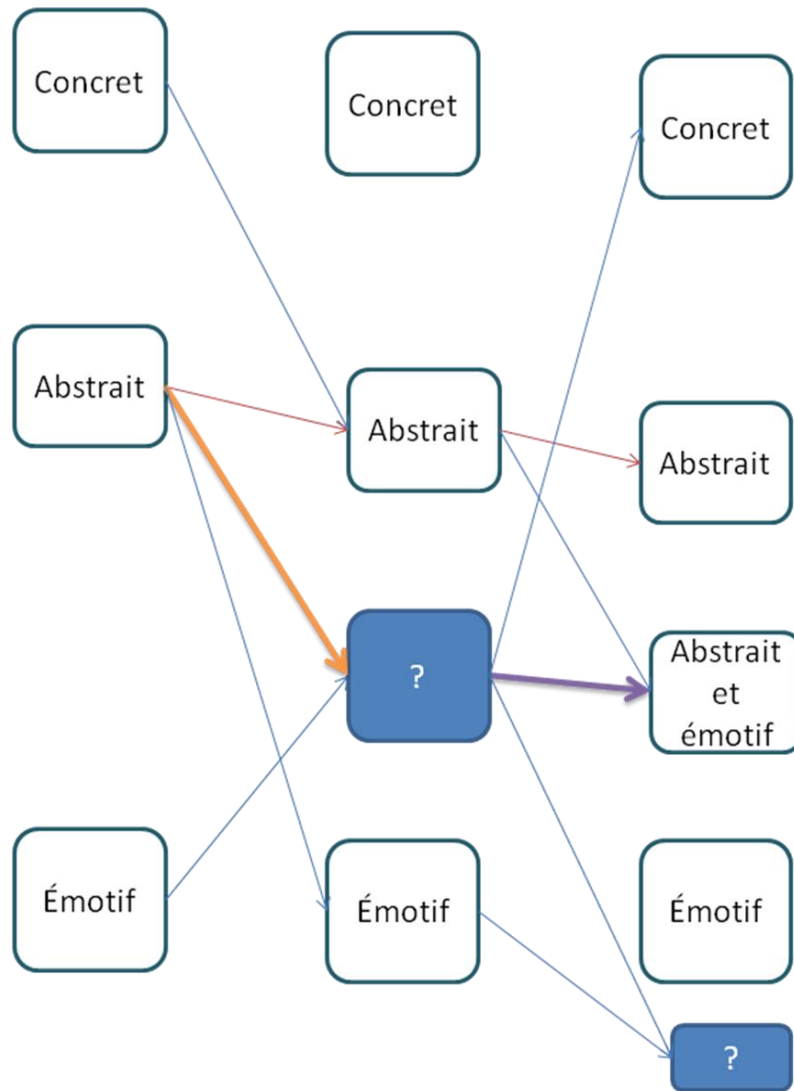 Concret
Concret
Concret
Abstrait
Abstrait
Abstrait
?
Abstrait
et
émotif
Émotif
Émotif
Émotif
?